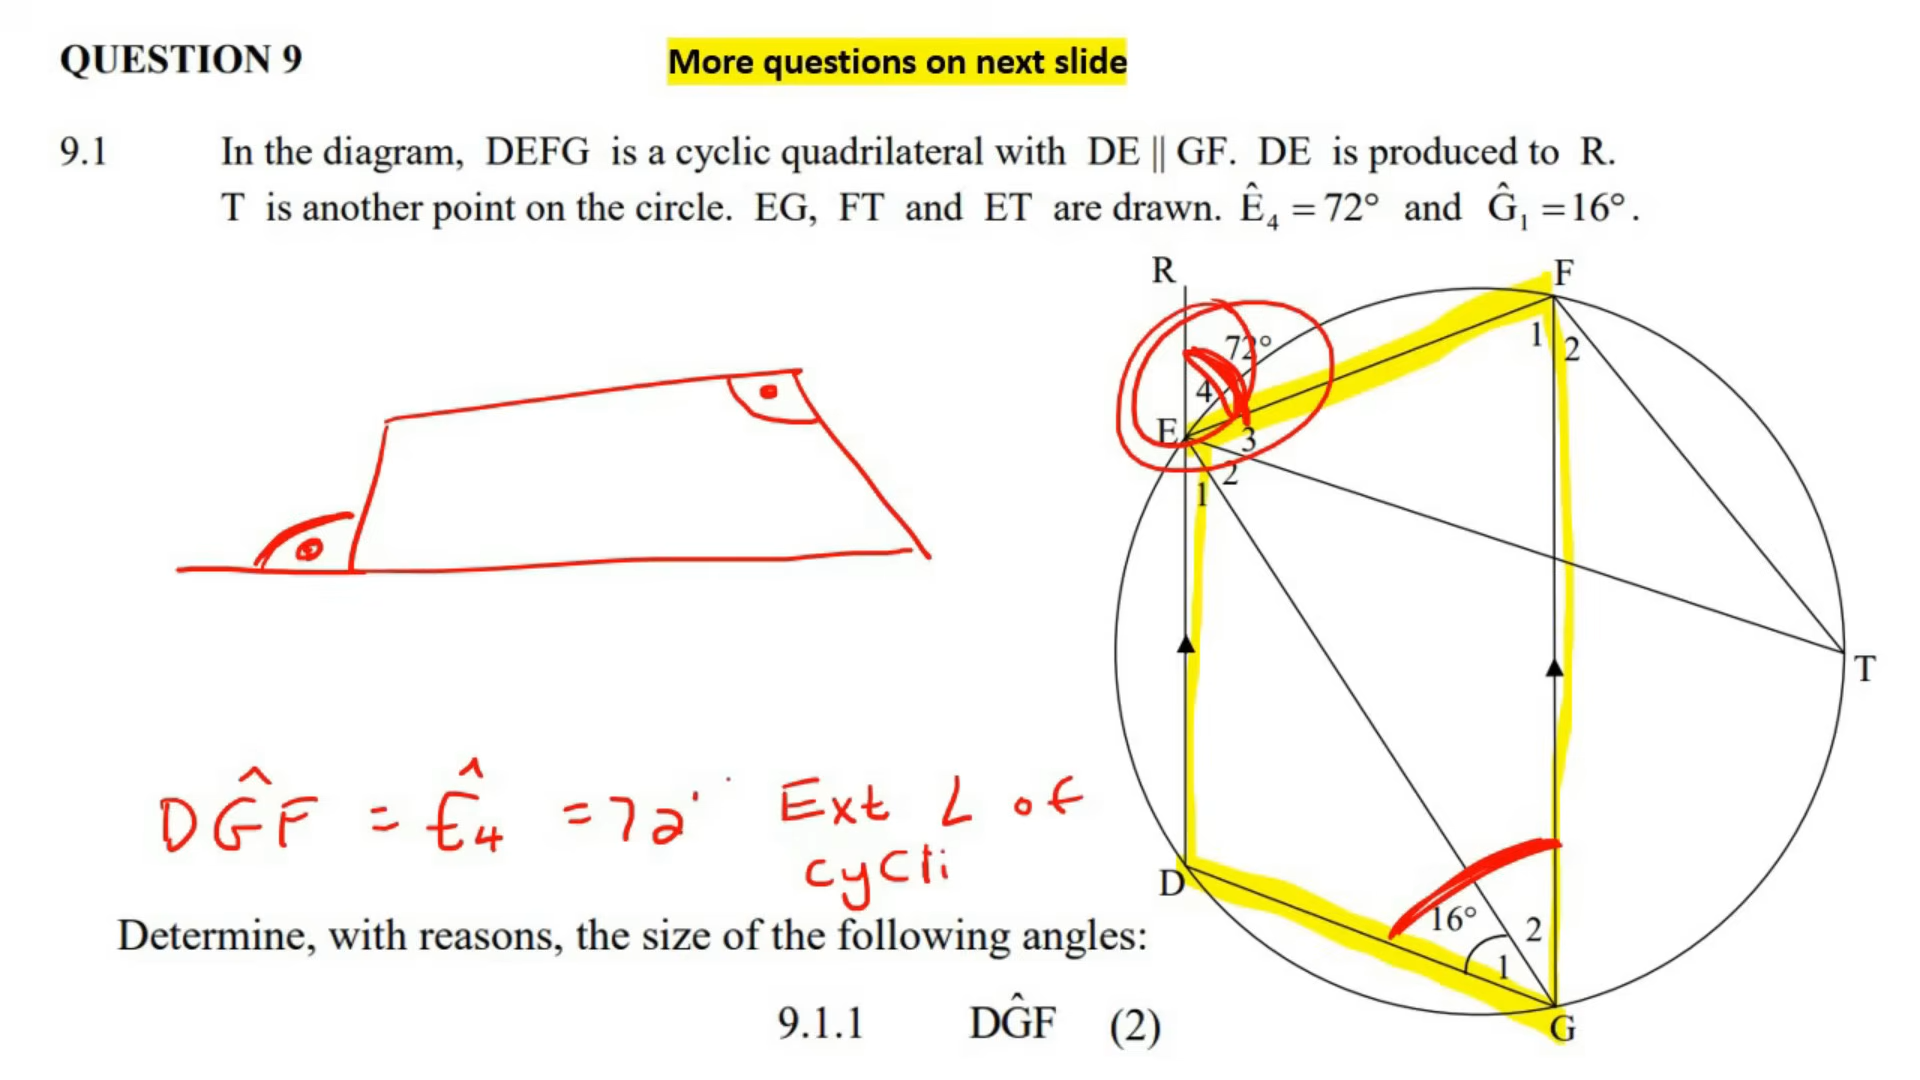 QUESTION 9
More questions on next slide
9.1 In the diagram, DEFG is a cyclic quadrilateral with DE || GF. DE is produced to R.
T is another point on the circle. EG, FT and ET are drawn. Ê₄ = 72° and Ĝ₁ = 16°.
R
F
72°
1
2
4
E
3
2
1
T
DĜF = Ê₄ = 72° Ext ∠ of
cycli
D
16°
2
1
Determine, with reasons, the size of the following angles:
9.1.1 DĜF (2)
G